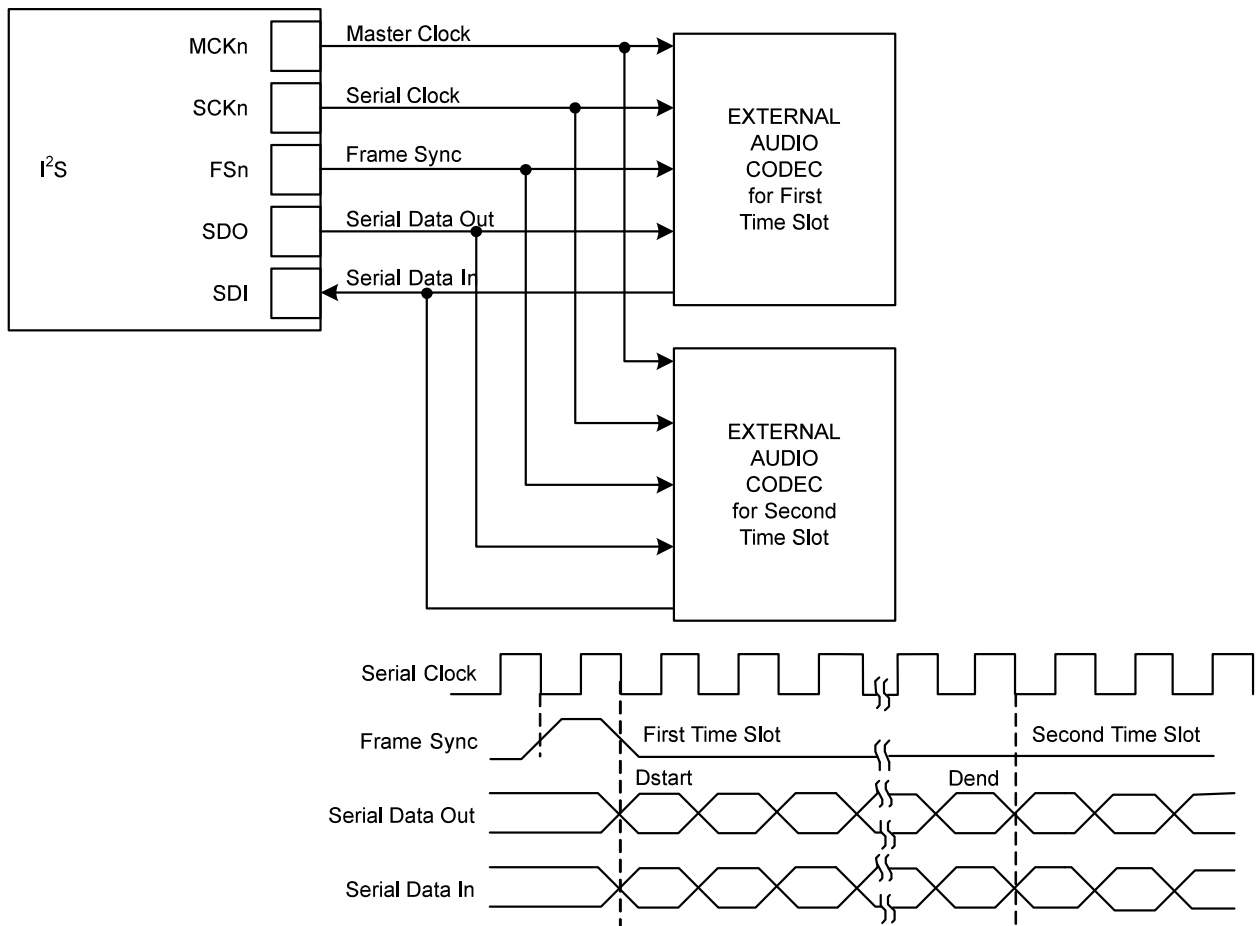 MCKn
Master Clock
SCKn
Serial Clock
I²S
FSn
Frame Sync
SDO
Serial Data Out
SDI
Serial Data In
EXTERNAL
AUDIO
CODEC
for First
Time Slot
EXTERNAL
AUDIO
CODEC
for Second
Time Slot
Serial Clock
Frame Sync
First Time Slot
Second Time Slot
Dstart
Dend
Serial Data Out
Serial Data In